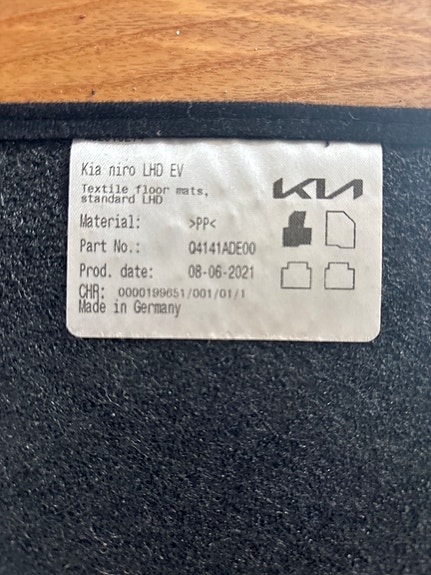 Kia niro LHD EV
Textile floor mats,
standard LHD
KIA
Material: >PP<
Part No.: 04141ADE00
Prod. date: 08-06-2021
CHR: 0000199651/001/01/1
Made in Germany